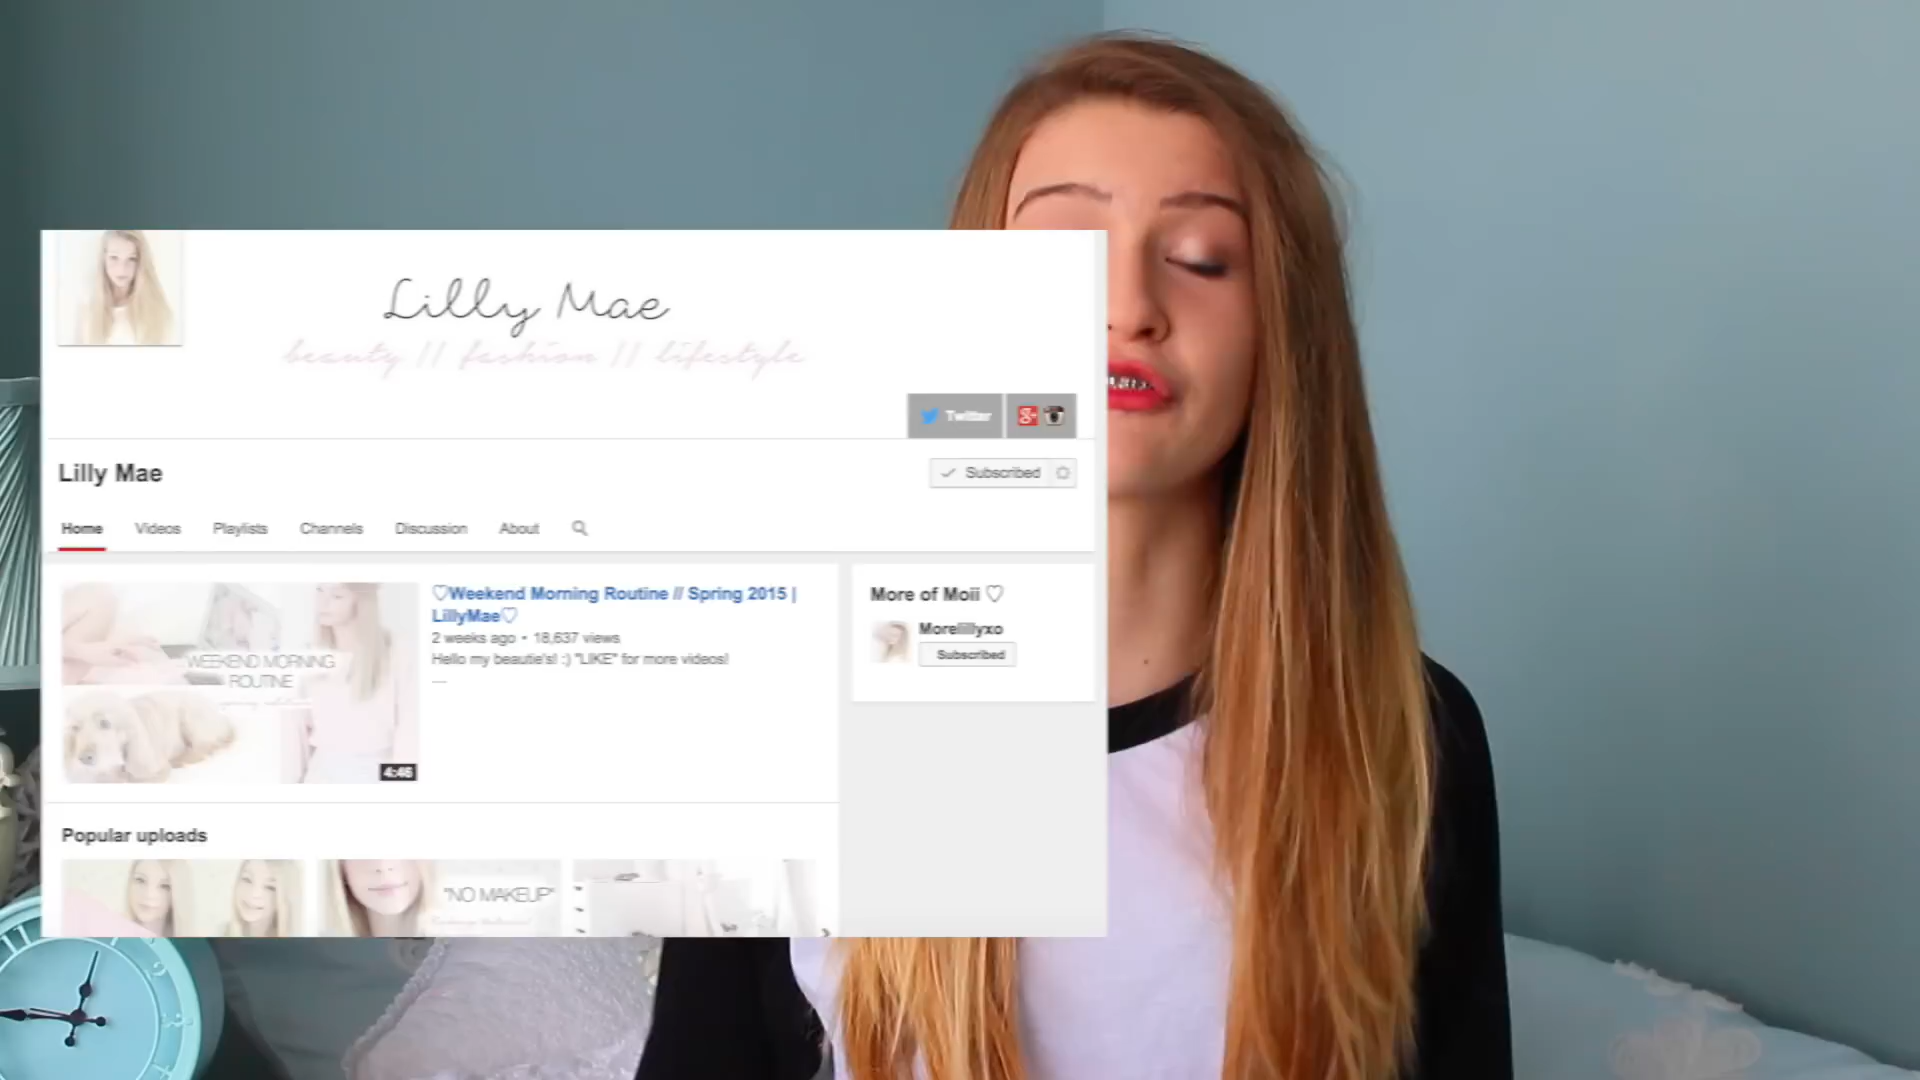 Lilly Mae
beauty // fashion // lifestyle
Twitter
Lilly Mae
Subscribed
Home Videos Playlists Channels Discussion About
♡Weekend Morning Routine // Spring 2015 |
LillyMae♡
2 weeks ago • 18,637 views
Hello my beautie's! :) "LIKE" for more videos!
WEEKEND MORNING
ROUTINE
4:46
More of Moii ♡
Morelillyxo
Subscribed
Popular uploads
"NO MAKEUP"